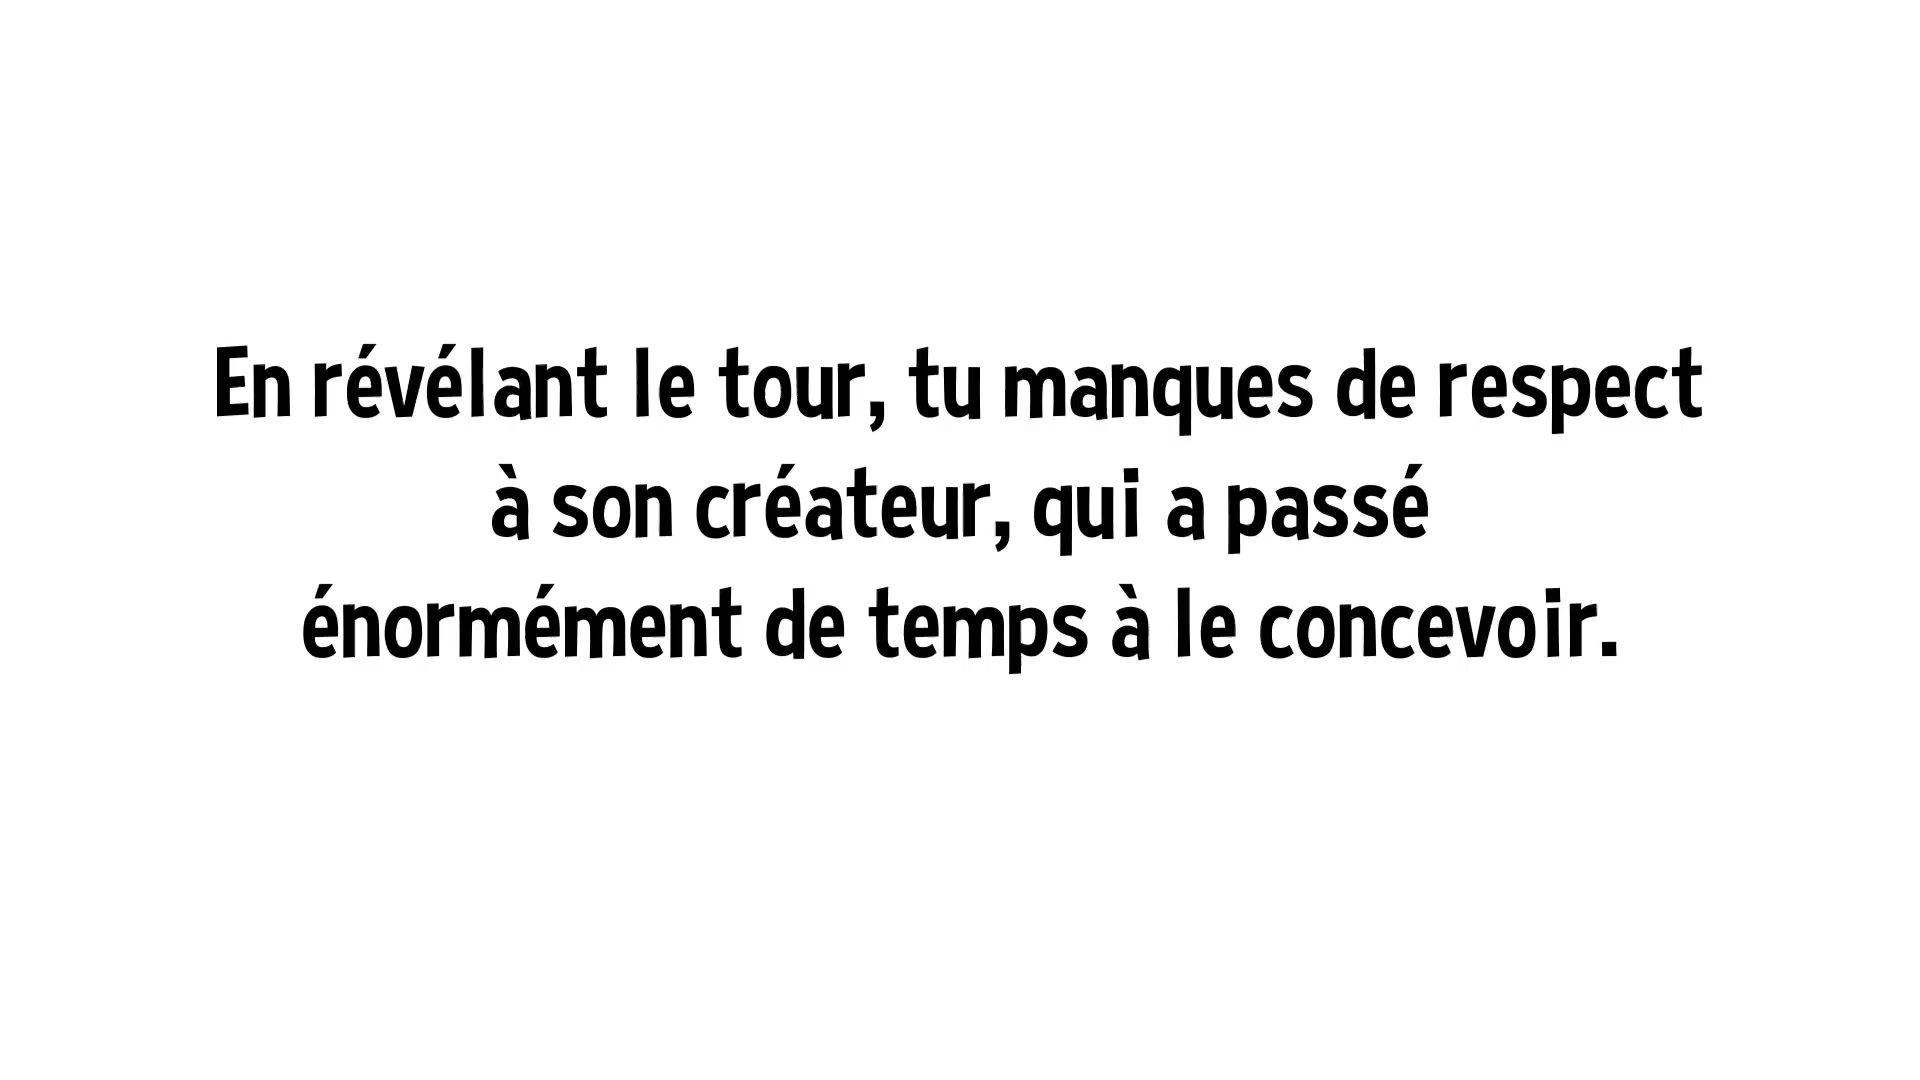 En révélant le tour, tu manques de respect
à son créateur, qui a passé
énormément de temps à le concevoir.